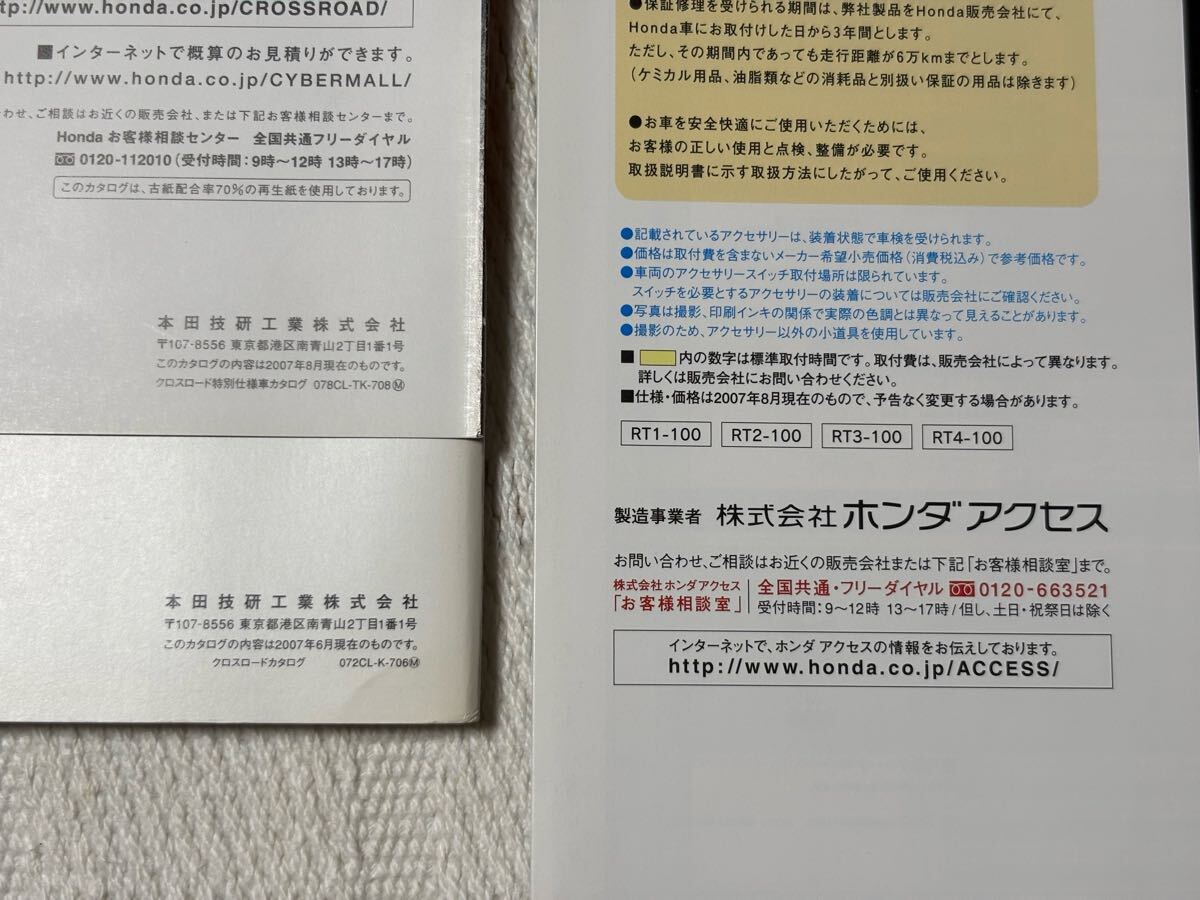 http://www.honda.co.jp/CROSSROAD/
■インターネットで概算のお見積りができます。
http://www.honda.co.jp/CYBERMALL/
わせ、ご相談はお近くの販売会社、または下記お客様相談センターまで。
Honda お客様相談センター 全国共通フリーダイヤル
0120-112010(受付時間:9時〜12時 13時〜17時)
このカタログは、古紙配合率70%の再生紙を使用しております。
本田技研工業株式会社
〒107-8556 東京都港区南青山2丁目1番1号
このカタログの内容は2007年8月現在のものです。
クロスロード特別仕様車カタログ 078CL-TK-708Ⓜ
本田技研工業株式会社
〒107-8556 東京都港区南青山2丁目1番1号
このカタログの内容は2007年6月現在のものです。
クロスロードカタログ 072CL-K-706Ⓜ
●保証修理を受けられる期間は、弊社製品をHonda販売会社にて、
Honda車にお取付けした日から3年間とします。
ただし、その期間内であっても走行距離が6万kmまでとします。
(ケミカル用品、油脂類などの消耗品と別扱い保証の用品は除きます)
●お車を安全快適にご使用いただくためには、
お客様の正しい使用と点検、整備が必要です。
取扱説明書に示す取扱方法にしたがって、ご使用ください。
●記載されているアクセサリーは、装着状態で車検を受けられます。
●価格は取付費を含まないメーカー希望小売価格(消費税込み)で参考価格です。
●車両のアクセサリースイッチ取付場所は限られています。
スイッチを必要とするアクセサリーの装着については販売会社にご確認ください。
●写真は撮影、印刷インキの関係で実際の色調とは異なって見えることがあります。
●撮影のため、アクセサリー以外の小道具を使用しています。
■ 内の数字は標準取付時間です。取付費は、販売会社によって異なります。
詳しくは販売会社にお問い合わせください。
■仕様・価格は2007年8月現在のもので、予告なく変更する場合があります。
RT1-100 RT2-100 RT3-100 RT4-100
製造事業者 株式会社ホンダアクセス
お問い合わせ、ご相談はお近くの販売会社または下記「お客様相談室」まで。
株式会社 ホンダアクセス 全国共通・フリーダイヤル 0120-663521
「お客様相談室」 受付時間:9〜12時 13〜17時/但し、土日・祝祭日は除く
インターネットで、ホンダ アクセスの情報をお伝えしております。
http://www.honda.co.jp/ACCESS/